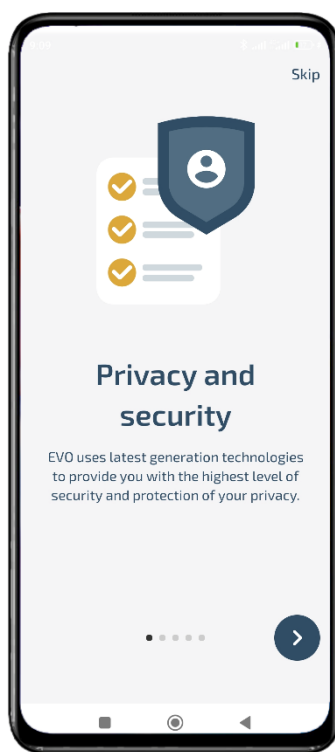 Skip
Privacy and
security
EVO uses latest generation technologies
to provide you with the highest level of
security and protection of your privacy.